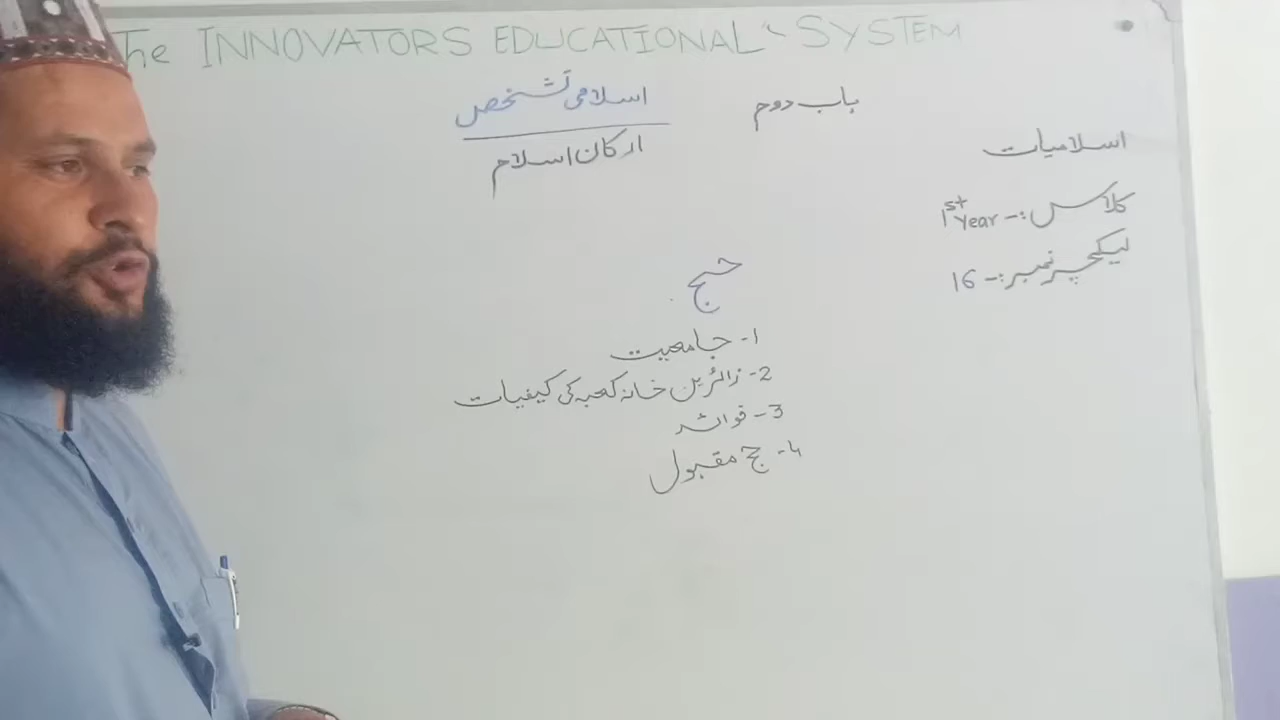 The INNOVATORS EDUCATIONAL SYSTEM
باب دوم
اسلامی تشخص
ارکان اسلام
اسلامیات
کلاس :- 1st Year
لیکچر نمبر :- 16
حج
1- جامعیت
2- زائرین خانہ کعبہ کی کیفیات
3- فوائد
4- حج مقبول